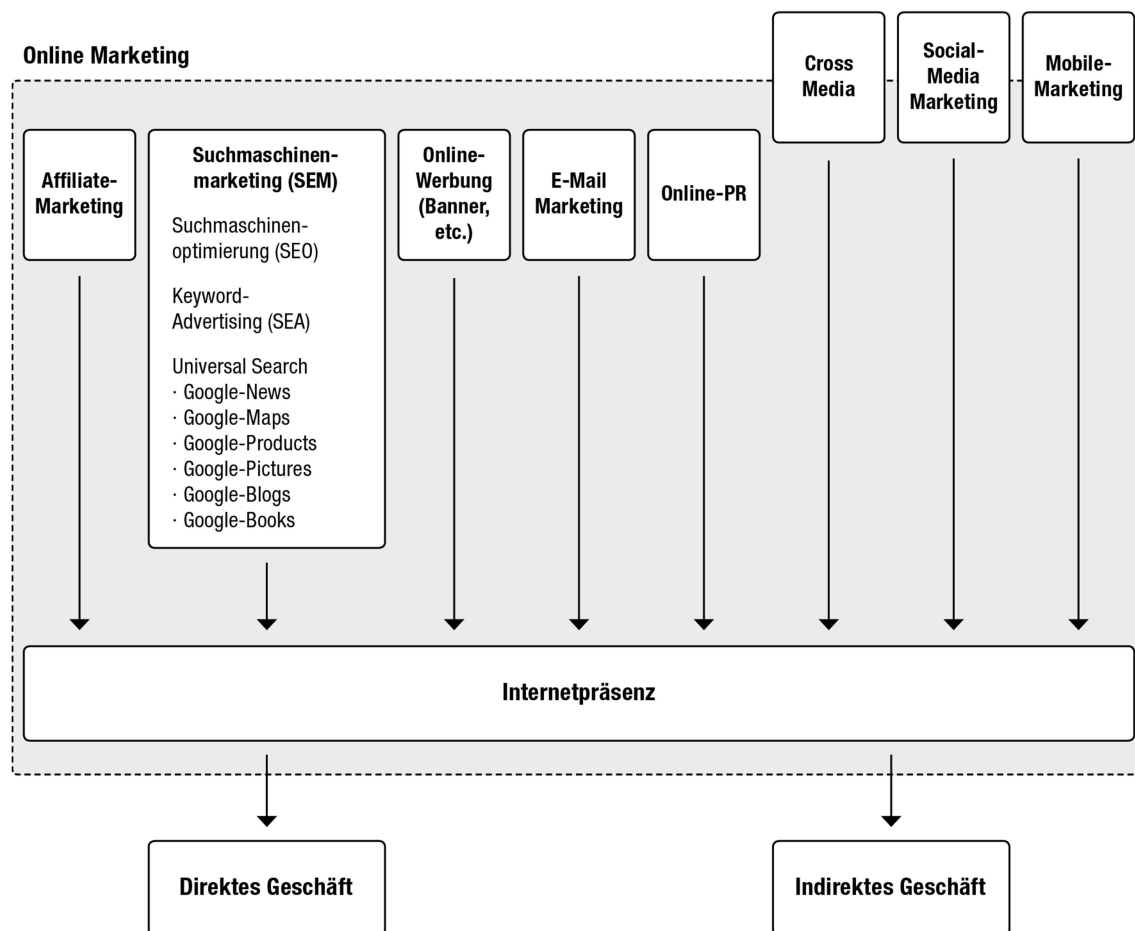 Online Marketing
Cross
Media
Social-
Media
Marketing
Mobile-
Marketing
Affiliate-
Marketing
Suchmaschinen-
marketing (SEM)
Suchmaschinen-
optimierung (SEO)
Keyword-
Advertising (SEA)
Universal Search
· Google-News
· Google-Maps
· Google-Products
· Google-Pictures
· Google-Blogs
· Google-Books
Online-
Werbung
(Banner,
etc.)
E-Mail
Marketing
Online-PR
Internetpräsenz
Direktes Geschäft
Indirektes Geschäft